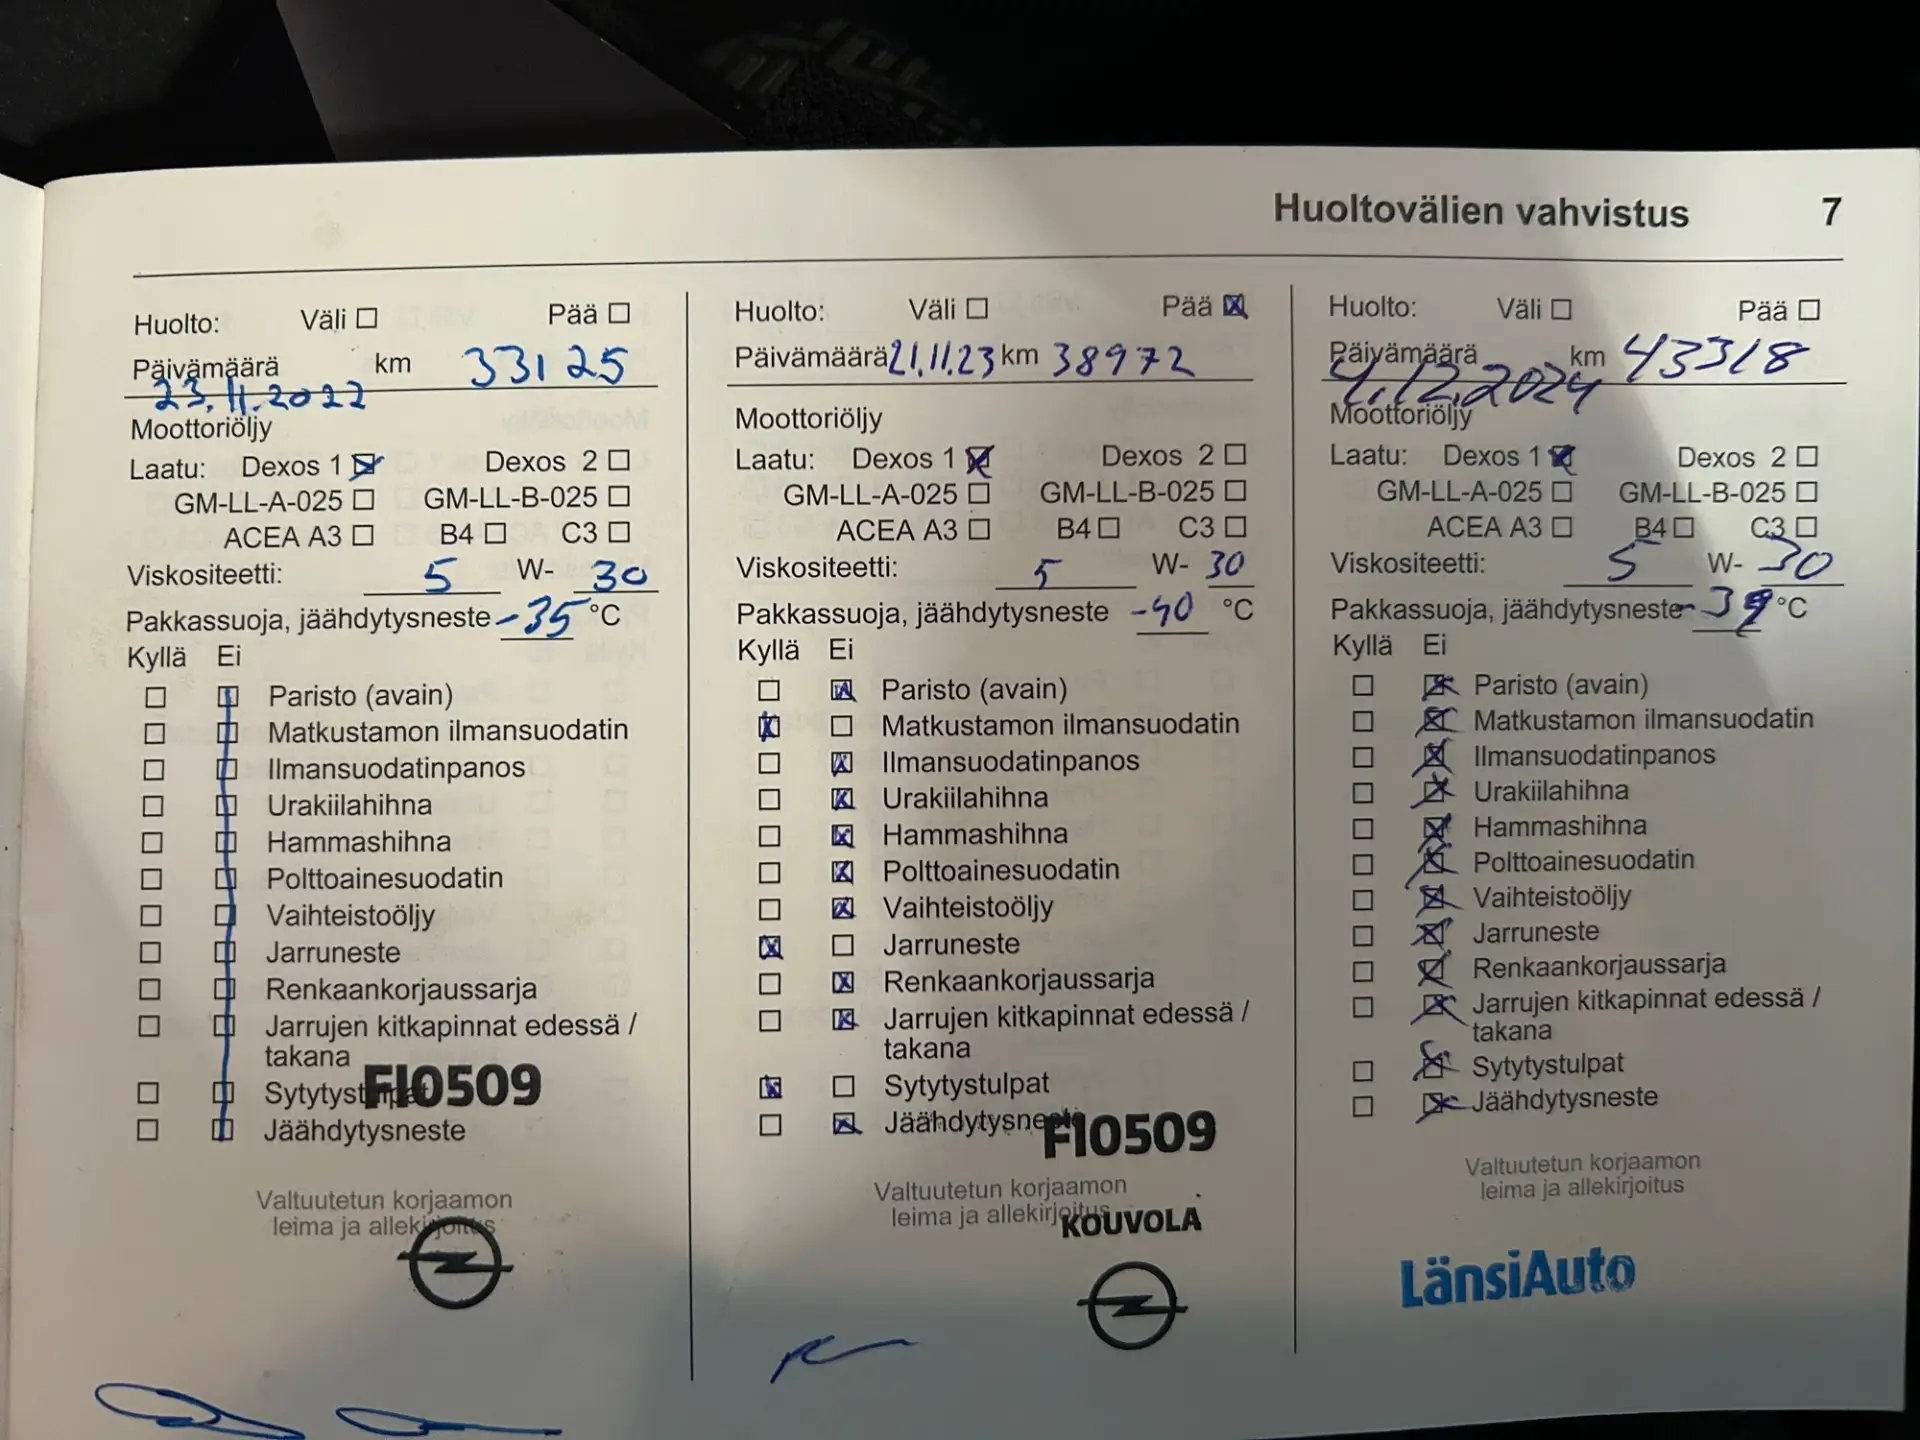 Huoltovälien vahvistus 7
Huolto: Väli ☐ Pää ☐
Päivämäärä km 33125
23.11.2022
Moottoriöljy
Laatu: Dexos 1 ☒ Dexos 2 ☐
GM-LL-A-025 ☐ GM-LL-B-025 ☐
ACEA A3 ☐ B4 ☐ C3 ☐
Viskositeetti: 5 W- 30
Pakkassuoja, jäähdytysneste -35 °C
Kyllä Ei
Paristo (avain)
Matkustamon ilmansuodatin
Ilmansuodatinpanos
Urakiilahihna
Hammashihna
Polttoainesuodatin
Vaihteistoöljy
Jarruneste
Renkaankorjaussarja
Jarrujen kitkapinnat edessä /
takana
Sytytystulpat
FI0509
Jäähdytysneste
Valtuutetun korjaamon
leima ja allekirjoitus
Huolto: Väli ☐ Pää ☒
Päivämäärä 21.11.23 km 38972
Moottoriöljy
Laatu: Dexos 1 ☒ Dexos 2 ☐
GM-LL-A-025 ☐ GM-LL-B-025 ☐
ACEA A3 ☐ B4 ☐ C3 ☐
Viskositeetti: 5 W- 30
Pakkassuoja, jäähdytysneste -40 °C
Kyllä Ei
Paristo (avain)
Matkustamon ilmansuodatin
Ilmansuodatinpanos
Urakiilahihna
Hammashihna
Polttoainesuodatin
Vaihteistoöljy
Jarruneste
Renkaankorjaussarja
Jarrujen kitkapinnat edessä /
takana
Sytytystulpat
Jäähdytysneste
FI0509
Valtuutetun korjaamon
leima ja allekirjoitus
KOUVOLA
Huolto: Väli ☐ Pää ☐
Päivämäärä km 43318
4.12.2024
Moottoriöljy
Laatu: Dexos 1 ☒ Dexos 2 ☐
GM-LL-A-025 ☐ GM-LL-B-025 ☐
ACEA A3 ☐ B4 ☐ C3 ☐
Viskositeetti: 5 W- 30
Pakkassuoja, jäähdytysneste -39 °C
Kyllä Ei
Paristo (avain)
Matkustamon ilmansuodatin
Ilmansuodatinpanos
Urakiilahihna
Hammashihna
Polttoainesuodatin
Vaihteistoöljy
Jarruneste
Renkaankorjaussarja
Jarrujen kitkapinnat edessä /
takana
Sytytystulpat
Jäähdytysneste
Valtuutetun korjaamon
leima ja allekirjoitus
LänsiAuto